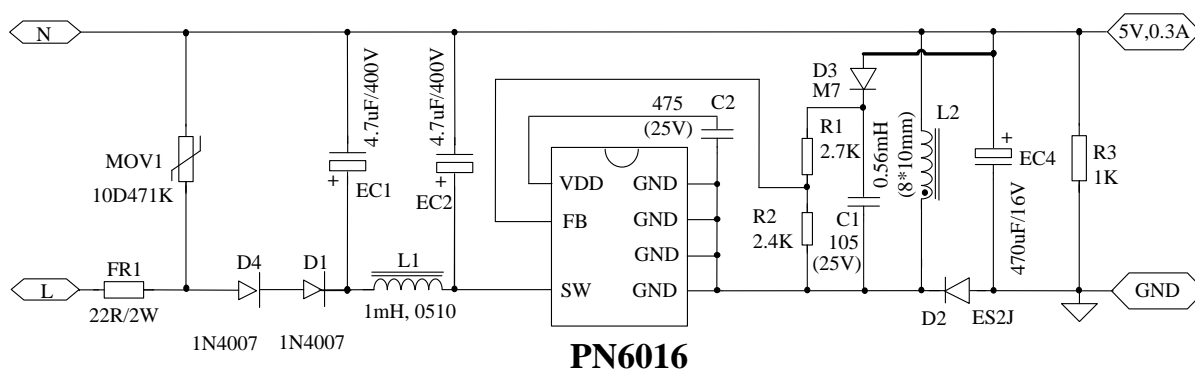 N
5V,0.3A
4.7uF/400V
4.7uF/400V
D3
M7
475
(25V)
C2
MOV1
10D471K
+
EC1
+
EC2
VDD
FB
SW
GND
GND
GND
GND
R1
2.7K
R2
2.4K
C1
105
(25V)
0.56mH
(8*10mm)
L2
+
EC4
470uF/16V
R3
1K
L
FR1
22R/2W
D4
D1
1N4007
1N4007
L1
1mH, 0510
D2
ES2J
GND
PN6016